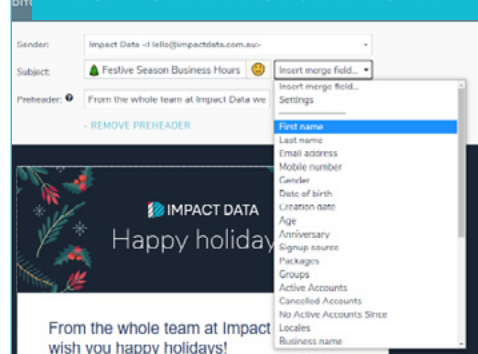 Sender:
Impact Data <Hello@impactdata.com.au>
Subject:
Festive Season Business Hours
Insert merge field...
Preheader:
From the whole team at Impact Data we
- REMOVE PREHEADER
Insert merge field...
Settings
First name
Last name
Email address
Mobile number
Gender
Date of birth
Creation date
Age
Anniversary
Signup source
Packages
Groups
Active Accounts
Cancelled Accounts
No Active Accounts Since
Locales
Business name
IMPACT DATA
Happy holiday
From the whole team at Impact
wish you happy holidays!